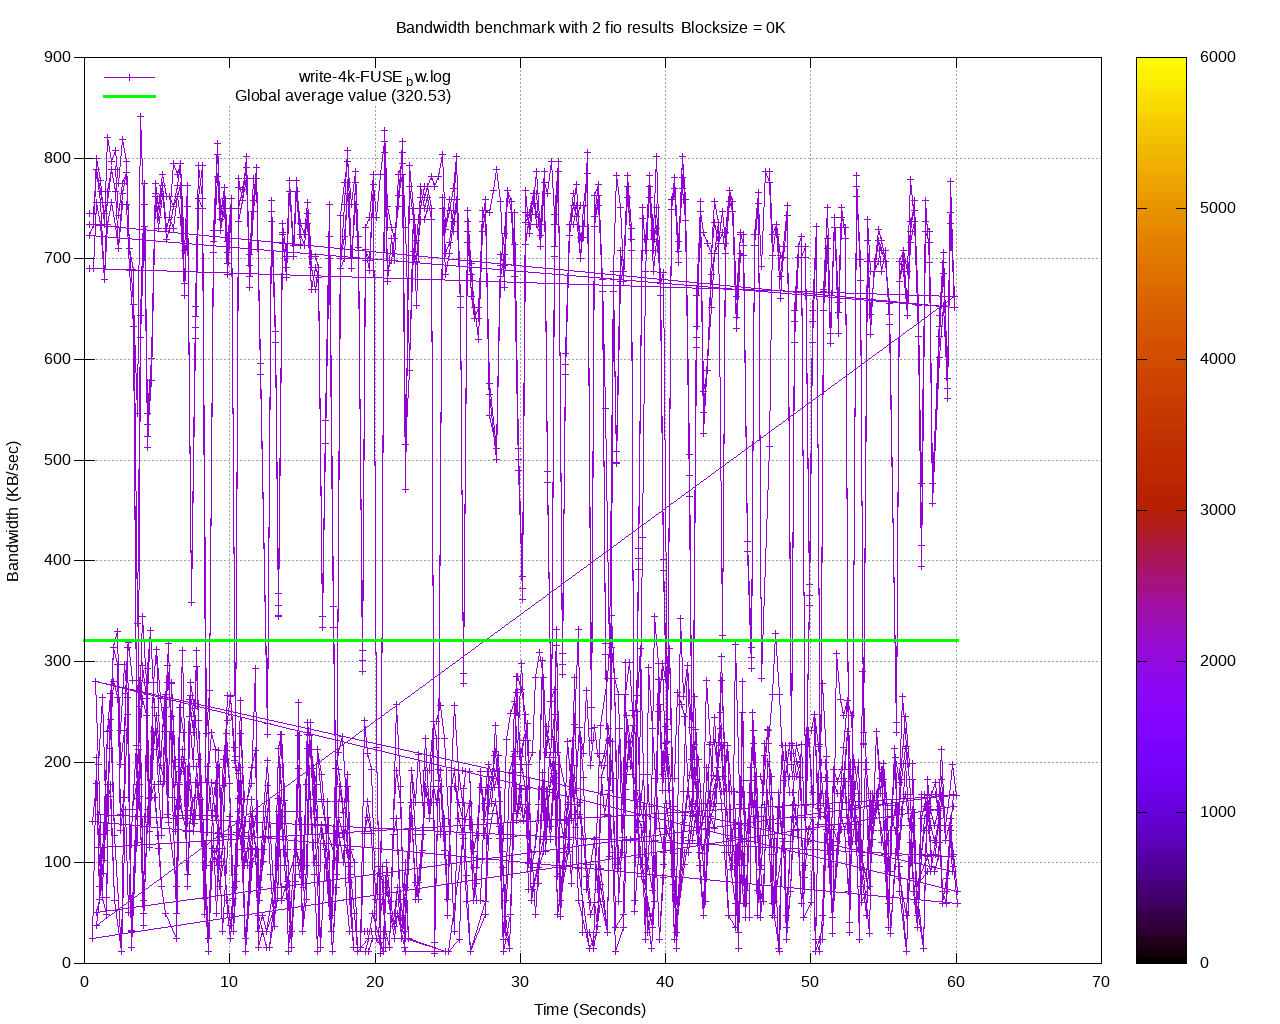 Bandwidth benchmark with 2 fio results Blocksize = 0K
write-4k-FUSE bw.log
Global average value (320.53)
900
800
700
600
500
400
300
200
100
0
Bandwidth (KB/sec)
0 10 20 30 40 50 60 70
Time (Seconds)
6000
5000
4000
3000
2000
1000
0